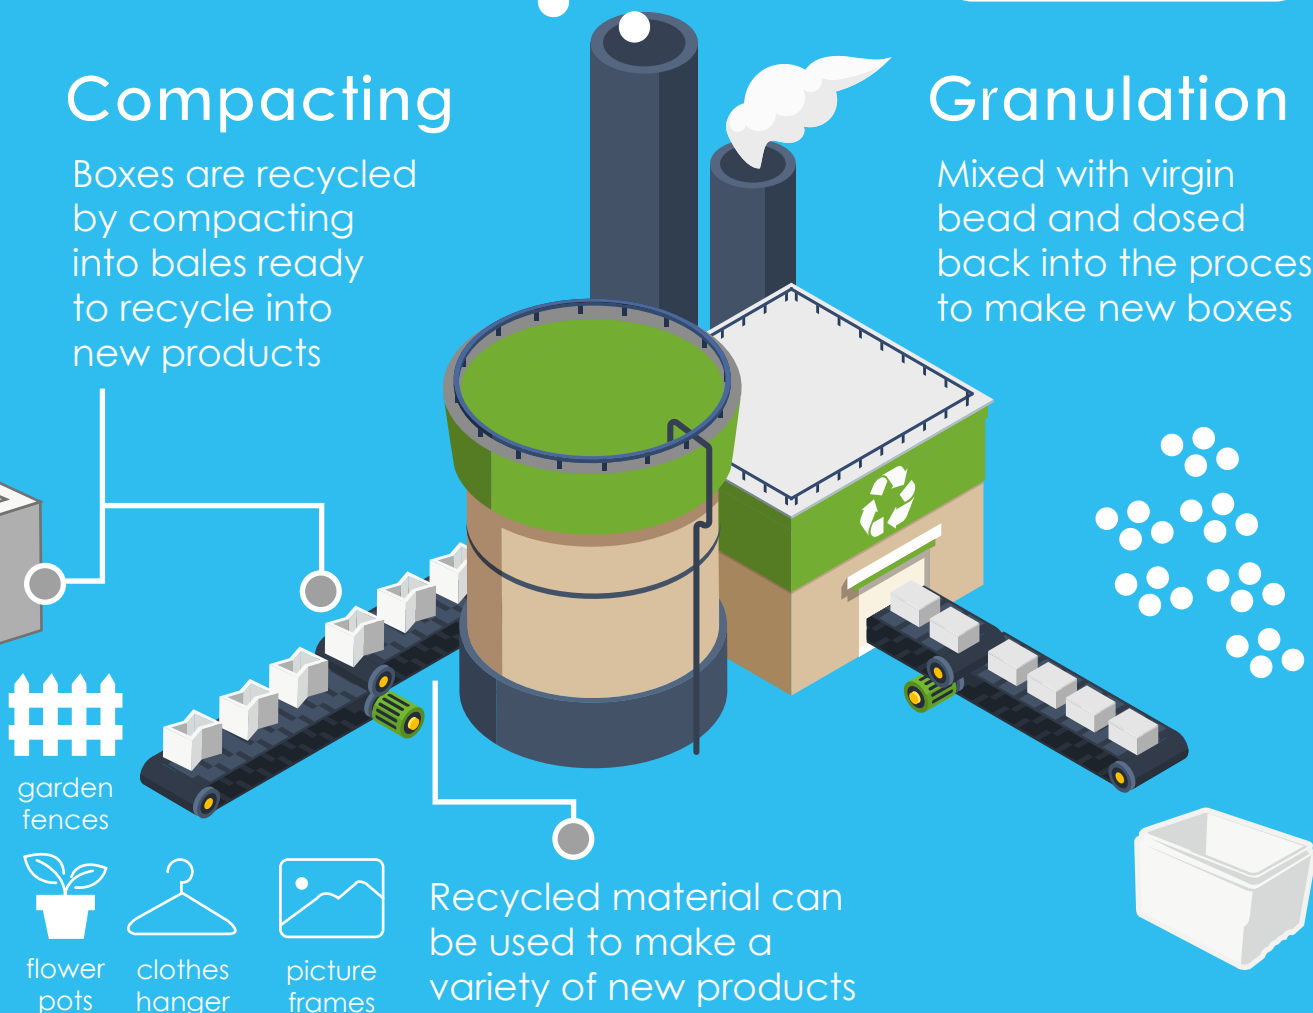 Compacting
Boxes are recycled
by compacting
into bales ready
to recycle into
new products
Granulation
Mixed with virgin
bead and dosed
back into the proces
to make new boxes
garden
fences
flower
pots
clothes
hanger
picture
frames
Recycled material can
be used to make a
variety of new products